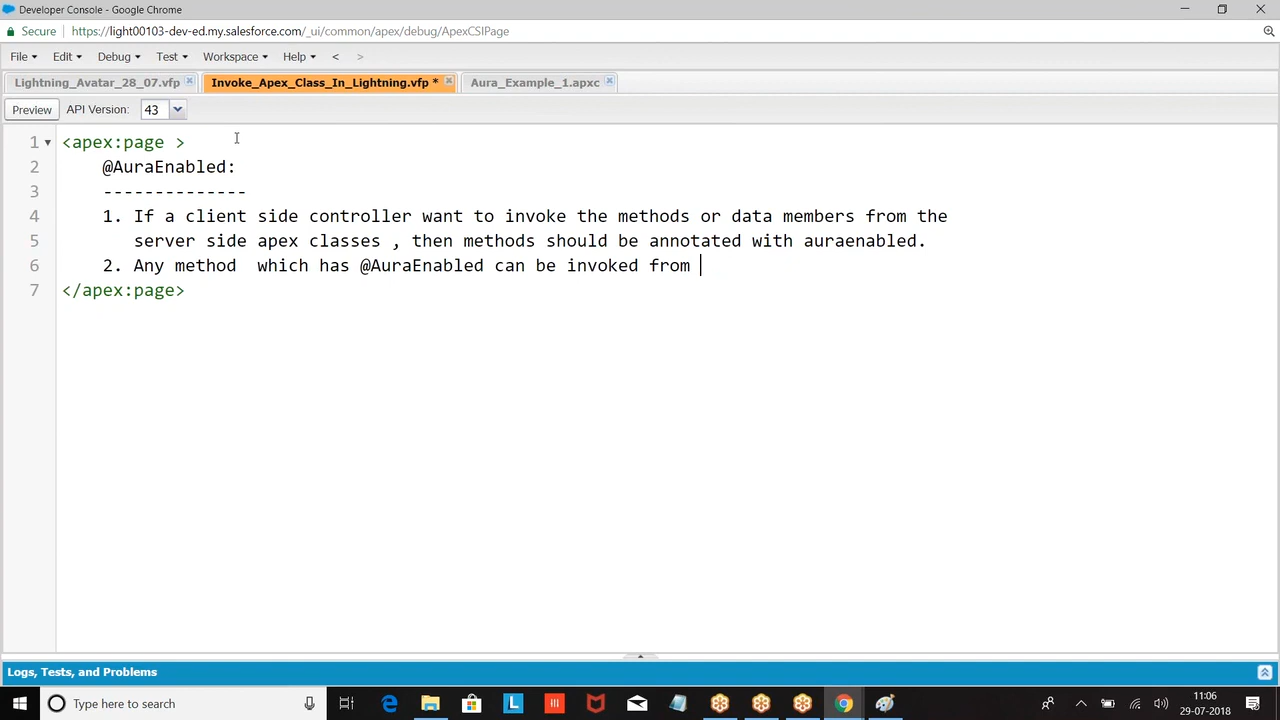 Developer Console - Google Chrome
Secure https://light00103-dev-ed.my.salesforce.com/_ui/common/apex/debug/ApexCSIPage
File Edit Debug Test Workspace Help < >
Lightning_Avatar_28_07.vfp Invoke_Apex_Class_In_Lightning.vfp * Aura_Example_1.apxc
Preview API Version: 43
1 <apex:page >
2 @AuraEnabled:
3 --------------
4 1. If a client side controller want to invoke the methods or data members from the
5 server side apex classes , then methods should be annotated with auraenabled.
6 2. Any method  which has @AuraEnabled can be invoked from
7 </apex:page>
Logs, Tests, and Problems
Type here to search
11:06
29-07-2018